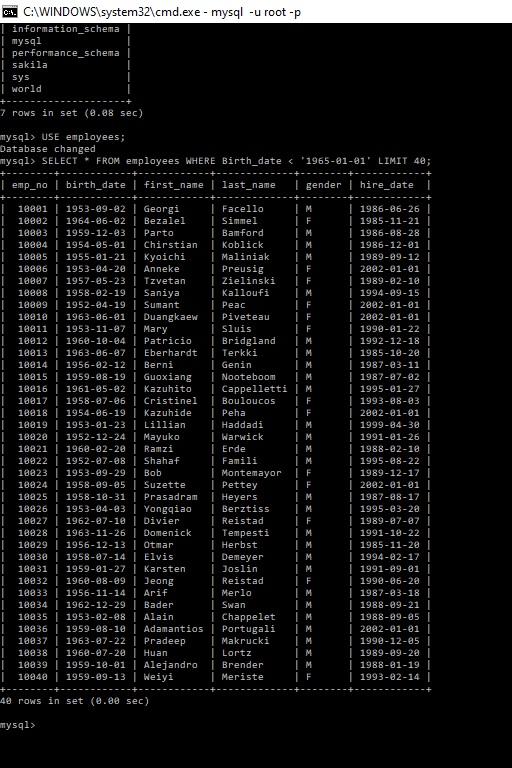 C:\WINDOWS\system32\cmd.exe - mysql  -u root -p
| information_schema |
| mysql              |
| performance_schema |
| sakila             |
| sys                |
| world              |
+--------------------+
7 rows in set (0.08 sec)
mysql> USE employees;
Database changed
mysql> SELECT * FROM employees WHERE Birth_date < '1965-01-01' LIMIT 40;
+--------+------------+------------+-------------+--------+------------+
| emp_no | birth_date | first_name | last_name   | gender | hire_date  |
+--------+------------+------------+-------------+--------+------------+
|  10001 | 1953-09-02 | Georgi     | Facello     | M      | 1986-06-26 |
|  10002 | 1964-06-02 | Bezalel    | Simmel      | F      | 1985-11-21 |
|  10003 | 1959-12-03 | Parto      | Bamford     | M      | 1986-08-28 |
|  10004 | 1954-05-01 | Chirstian  | Koblick     | M      | 1986-12-01 |
|  10005 | 1955-01-21 | Kyoichi    | Maliniak    | M      | 1989-09-12 |
|  10006 | 1953-04-20 | Anneke     | Preusig     | F      | 2002-01-01 |
|  10007 | 1957-05-23 | Tzvetan    | Zielinski   | F      | 1989-02-10 |
|  10008 | 1958-02-19 | Saniya     | Kalloufi    | M      | 1994-09-15 |
|  10009 | 1952-04-19 | Sumant     | Peac        | F      | 2002-01-01 |
|  10010 | 1963-06-01 | Duangkaew  | Piveteau    | F      | 2002-01-01 |
|  10011 | 1953-11-07 | Mary       | Sluis       | F      | 1990-01-22 |
|  10012 | 1960-10-04 | Patricio   | Bridgland   | M      | 1992-12-18 |
|  10013 | 1963-06-07 | Eberhardt  | Terkki      | M      | 1985-10-20 |
|  10014 | 1956-02-12 | Berni      | Genin       | M      | 1987-03-11 |
|  10015 | 1959-08-19 | Guoxiang   | Nooteboom   | M      | 1987-07-02 |
|  10016 | 1961-05-02 | Kazuhito   | Cappelletti | M      | 1995-01-27 |
|  10017 | 1958-07-06 | Cristinel  | Bouloucos   | F      | 1993-08-03 |
|  10018 | 1954-06-19 | Kazuhide   | Peha        | F      | 2002-01-01 |
|  10019 | 1953-01-23 | Lillian    | Haddadi     | M      | 1999-04-30 |
|  10020 | 1952-12-24 | Mayuko     | Warwick     | M      | 1991-01-26 |
|  10021 | 1960-02-20 | Ramzi      | Erde        | M      | 1988-02-10 |
|  10022 | 1952-07-08 | Shahaf     | Famili      | M      | 1995-08-22 |
|  10023 | 1953-09-29 | Bob        | Montemayor  | F      | 1989-12-17 |
|  10024 | 1958-09-05 | Suzette    | Pettey      | F      | 2002-01-01 |
|  10025 | 1958-10-31 | Prasadram  | Heyers      | M      | 1987-08-17 |
|  10026 | 1953-04-03 | Yongqiao   | Berztiss    | M      | 1995-03-20 |
|  10027 | 1962-07-10 | Divier     | Reistad     | F      | 1989-07-07 |
|  10028 | 1963-11-26 | Domenick   | Tempesti    | M      | 1991-10-22 |
|  10029 | 1956-12-13 | Otmar      | Herbst      | M      | 1985-11-20 |
|  10030 | 1958-07-14 | Elvis      | Demeyer     | M      | 1994-02-17 |
|  10031 | 1959-01-27 | Karsten    | Joslin      | M      | 1991-09-01 |
|  10032 | 1960-08-09 | Jeong      | Reistad     | F      | 1990-06-20 |
|  10033 | 1956-11-14 | Arif       | Merlo       | M      | 1987-03-18 |
|  10034 | 1962-12-29 | Bader      | Swan        | M      | 1988-09-21 |
|  10035 | 1953-02-08 | Alain      | Chappelet   | M      | 1988-09-05 |
|  10036 | 1959-08-10 | Adamantios | Portugali   | M      | 2002-01-01 |
|  10037 | 1963-07-22 | Pradeep    | Makrucki    | M      | 1990-12-05 |
|  10038 | 1960-07-20 | Huan       | Lortz       | M      | 1989-09-20 |
|  10039 | 1959-10-01 | Alejandro  | Brender     | M      | 1988-01-19 |
|  10040 | 1959-09-13 | Weiyi      | Meriste     | F      | 1993-02-14 |
+--------+------------+------------+-------------+--------+------------+
40 rows in set (0.00 sec)
mysql>